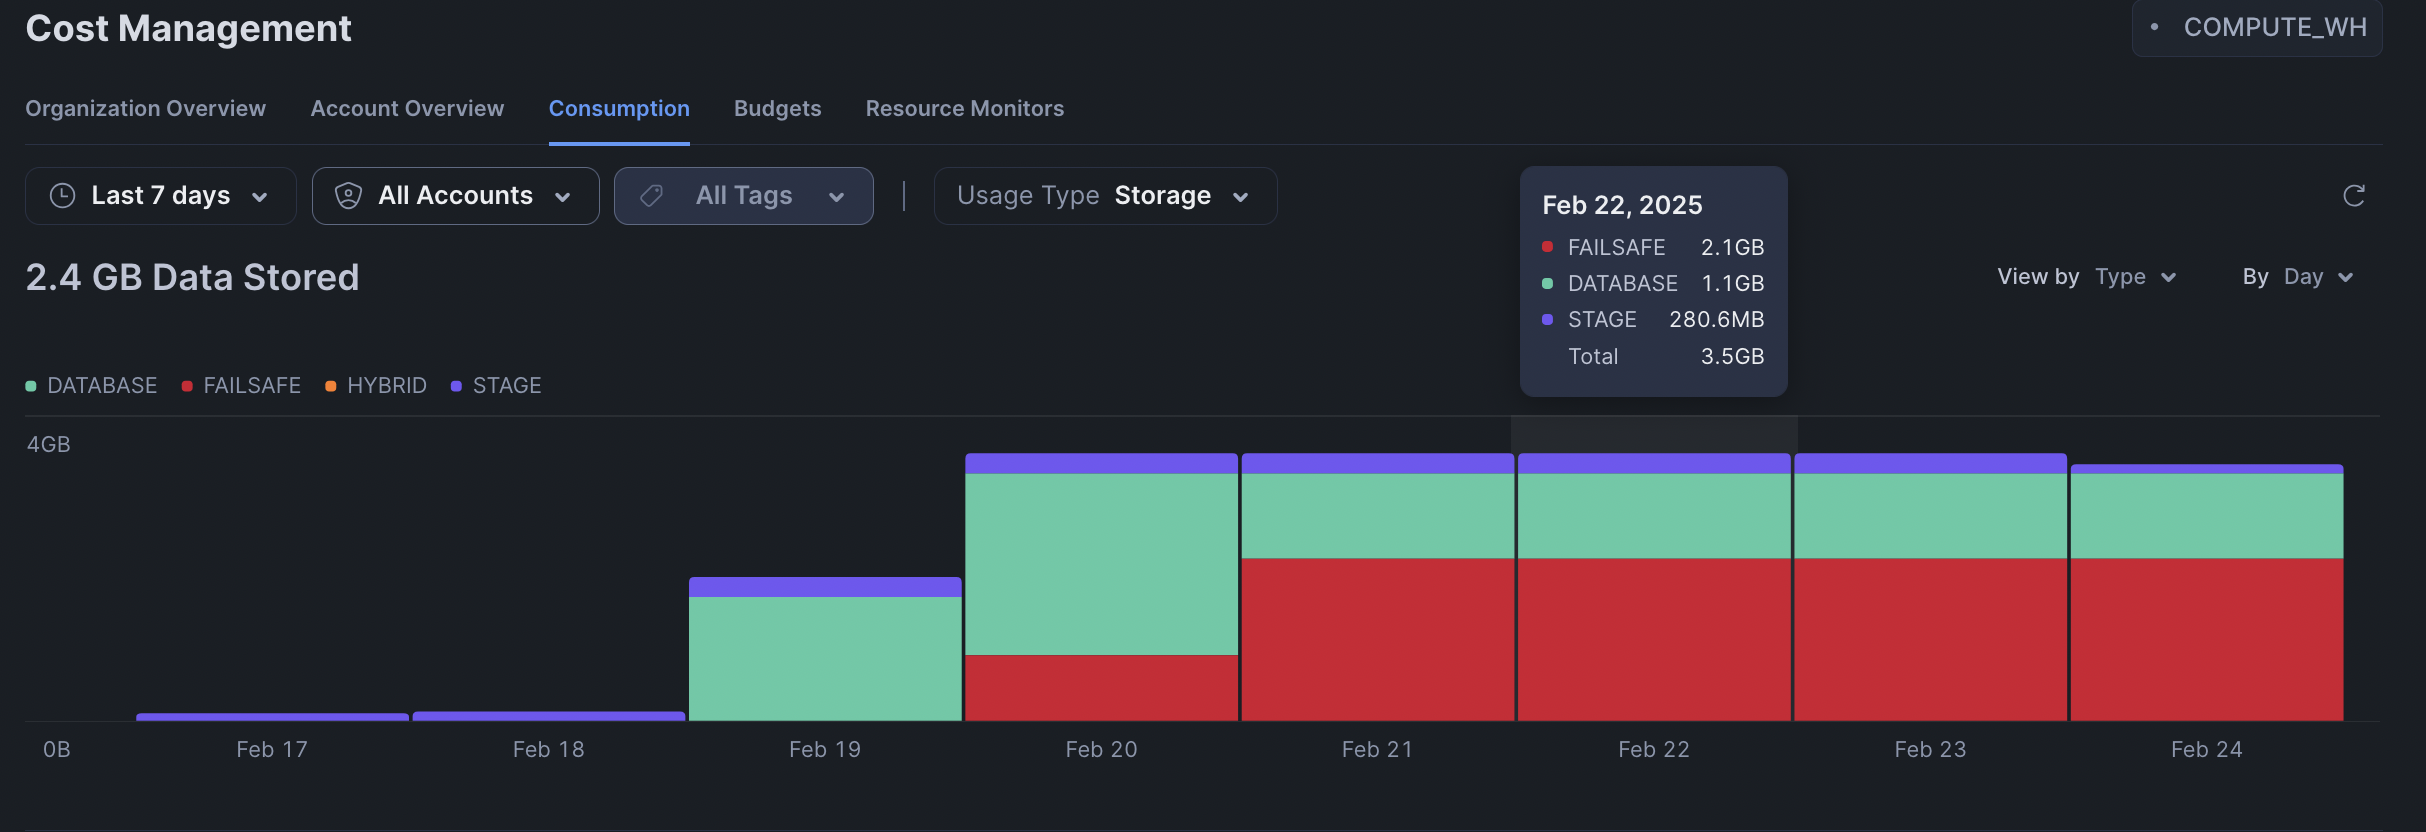 Cost Management
• COMPUTE_WH
Organization Overview Account Overview Consumption Budgets Resource Monitors
Last 7 days All Accounts All Tags Usage Type Storage
2.4 GB Data Stored
Feb 22, 2025
FAILSAFE 2.1GB
DATABASE 1.1GB
STAGE 280.6MB
Total 3.5GB
View by Type By Day
DATABASE FAILSAFE HYBRID STAGE
4GB
0B Feb 17 Feb 18 Feb 19 Feb 20 Feb 21 Feb 22 Feb 23 Feb 24